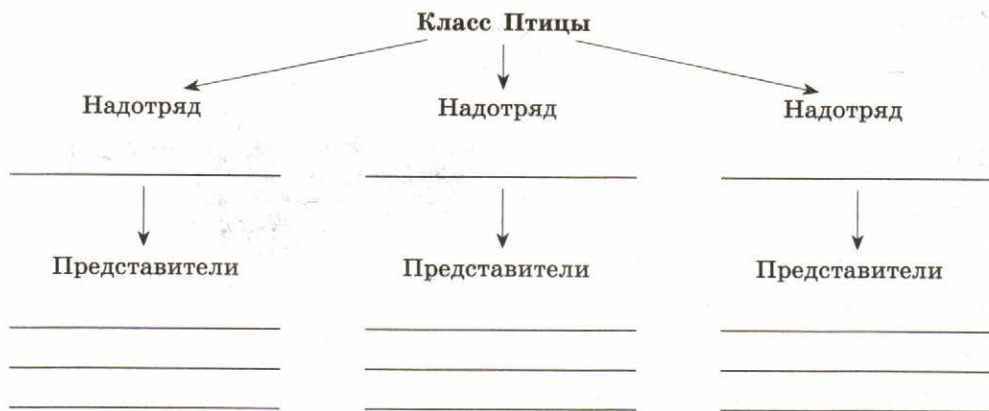 Класс Птицы
Надотряд Надотряд Надотряд
Представители Представители Представители